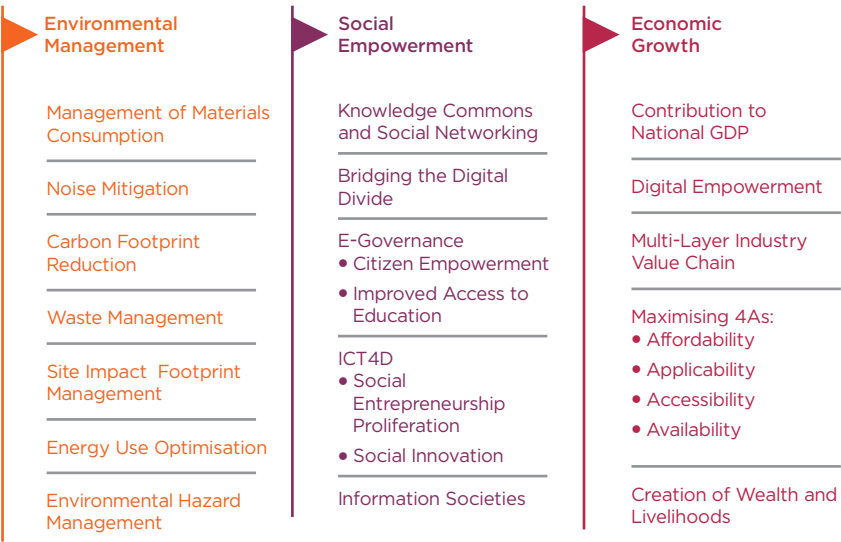 Environmental
Management
Management of Materials
Consumption
Noise Mitigation
Carbon Footprint
Reduction
Waste Management
Site Impact Footprint
Management
Energy Use Optimisation
Environmental Hazard
Management
Social
Empowerment
Knowledge Commons
and Social Networking
Bridging the Digital
Divide
E-Governance
• Citizen Empowerment
• Improved Access to
Education
ICT4D
• Social
Entrepreneurship
Proliferation
• Social Innovation
Information Societies
Economic
Growth
Contribution to
National GDP
Digital Empowerment
Multi-Layer Industry
Value Chain
Maximising 4As:
• Affordability
• Applicability
• Accessibility
• Availability
Creation of Wealth and
Livelihoods